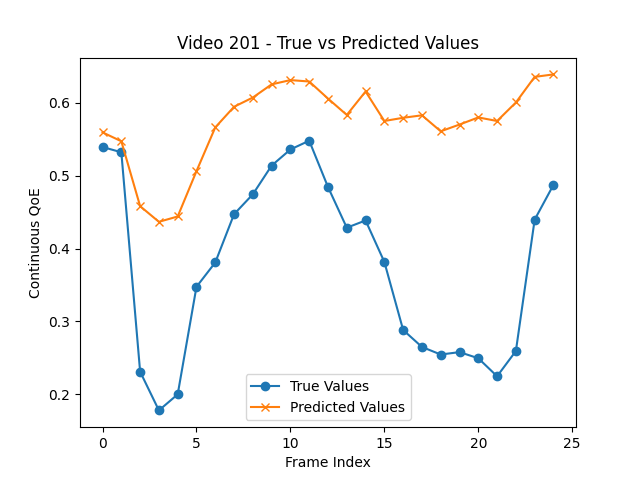 Video 201 - True vs Predicted Values
Continuous QoE
0.6
0.5
0.4
0.3
0.2
True Values
Predicted Values
0 5 10 15 20 25
Frame Index